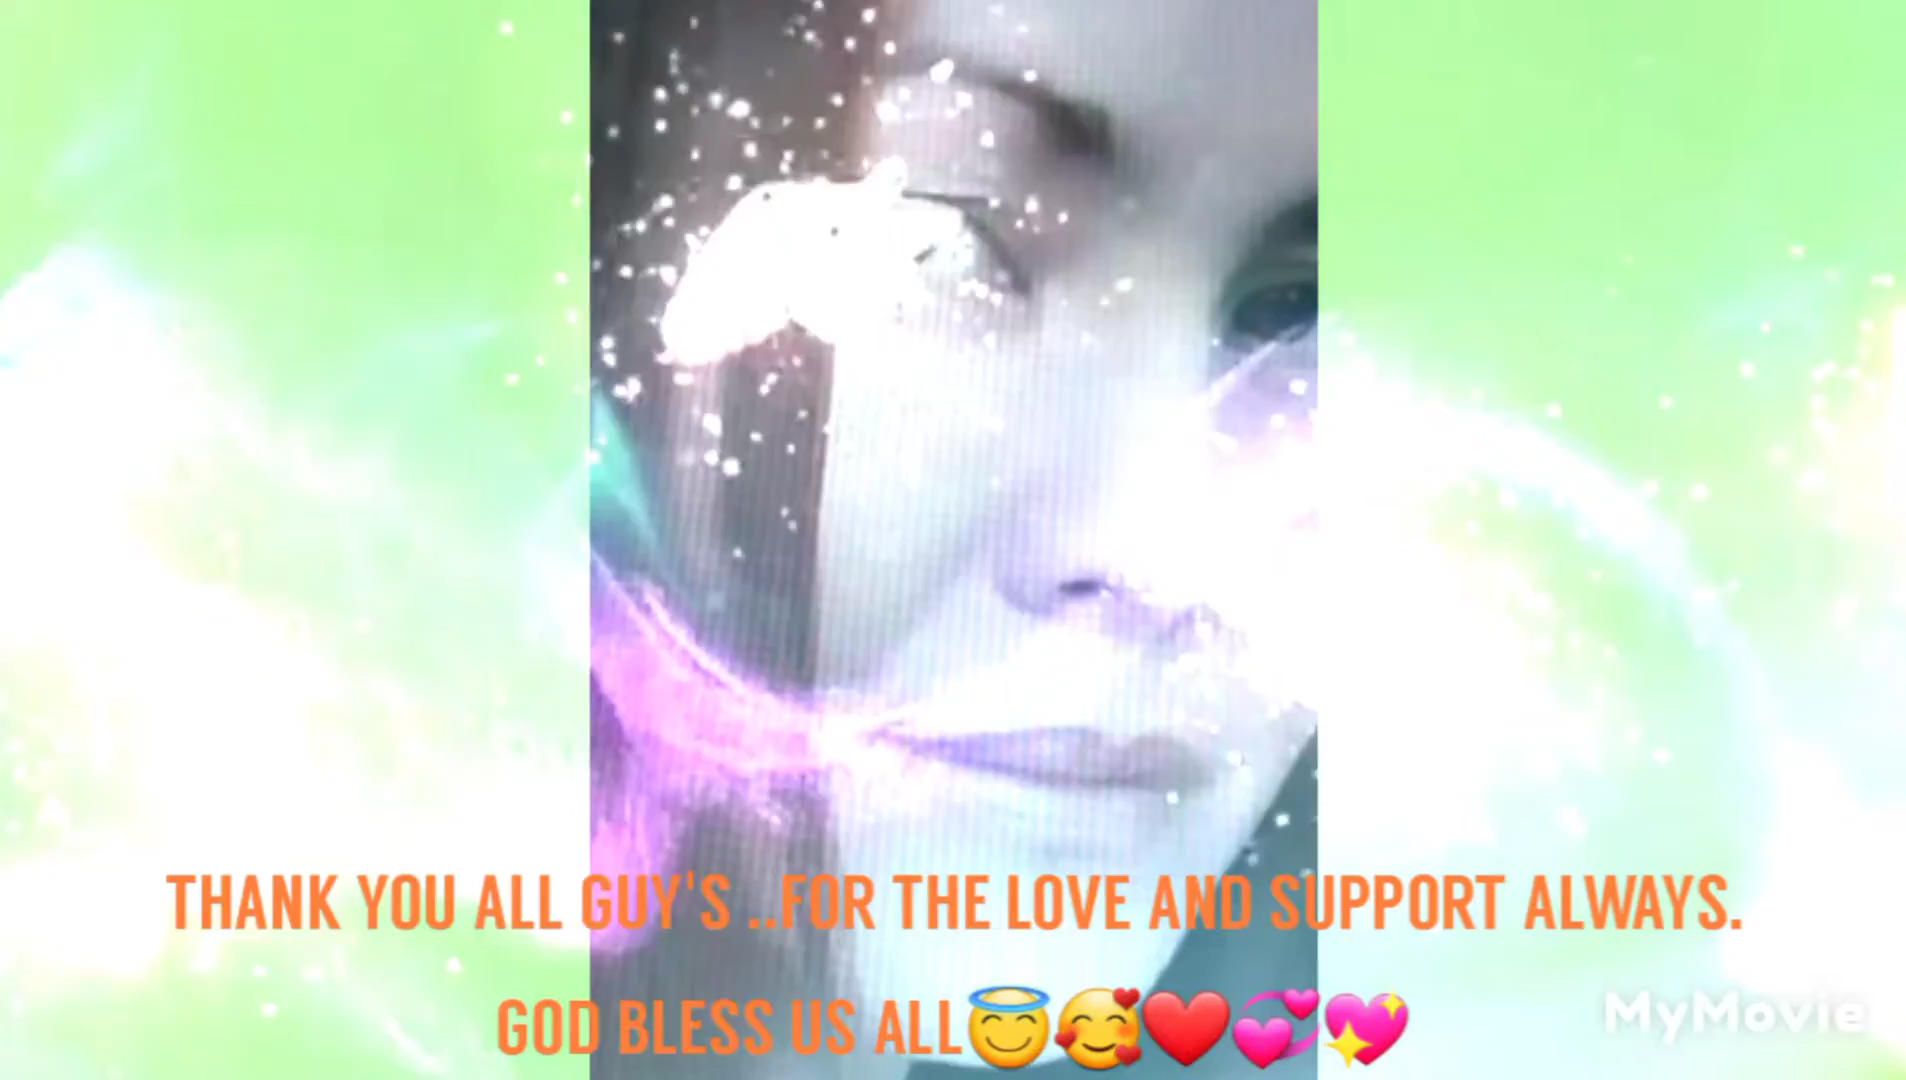 THANK YOU ALL GUY'S ..FOR THE LOVE AND SUPPORT ALWAYS.
GOD BLESS US ALL😇🥰❤️💞💖
MyMovie